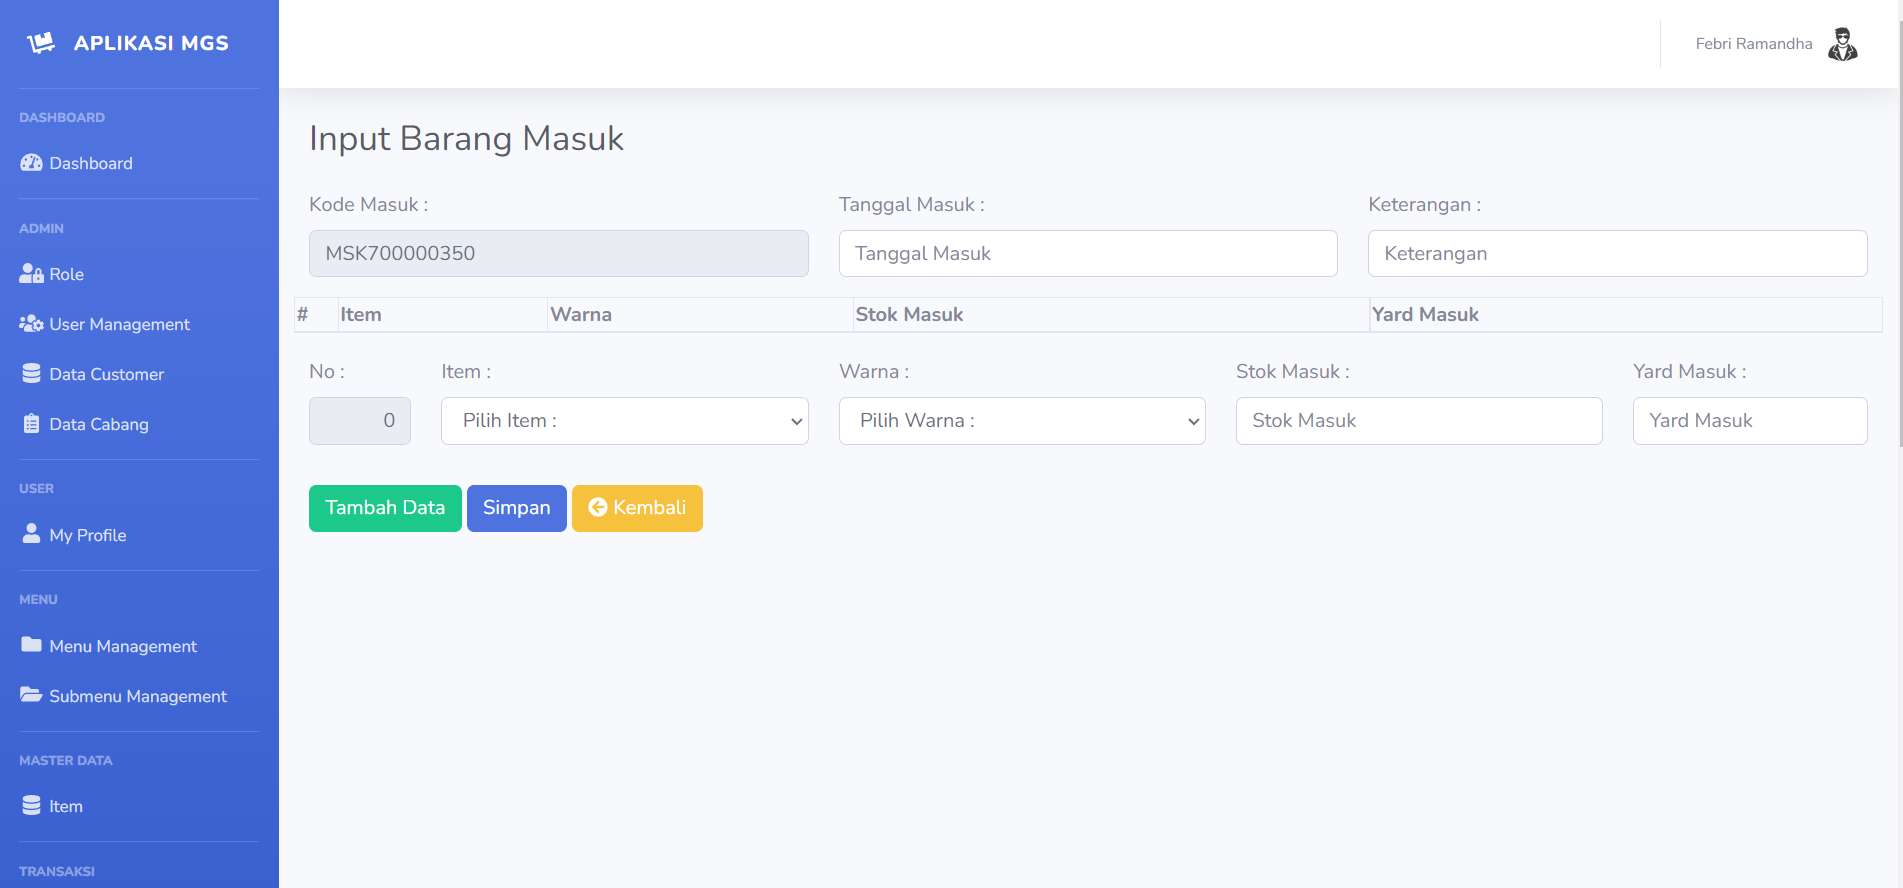 APLIKASI MGS
DASHBOARD
Dashboard
ADMIN
Role
User Management
Data Customer
Data Cabang
USER
My Profile
MENU
Menu Management
Submenu Management
MASTER DATA
Item
TRANSAKSI
Febri Ramandha
Input Barang Masuk
Kode Masuk : Tanggal Masuk : Keterangan :
MSK700000350 Tanggal Masuk Keterangan
# Item Warna Stok Masuk Yard Masuk
No : Item : Warna : Stok Masuk : Yard Masuk :
0 Pilih Item : Pilih Warna : Stok Masuk Yard Masuk
Tambah Data Simpan Kembali